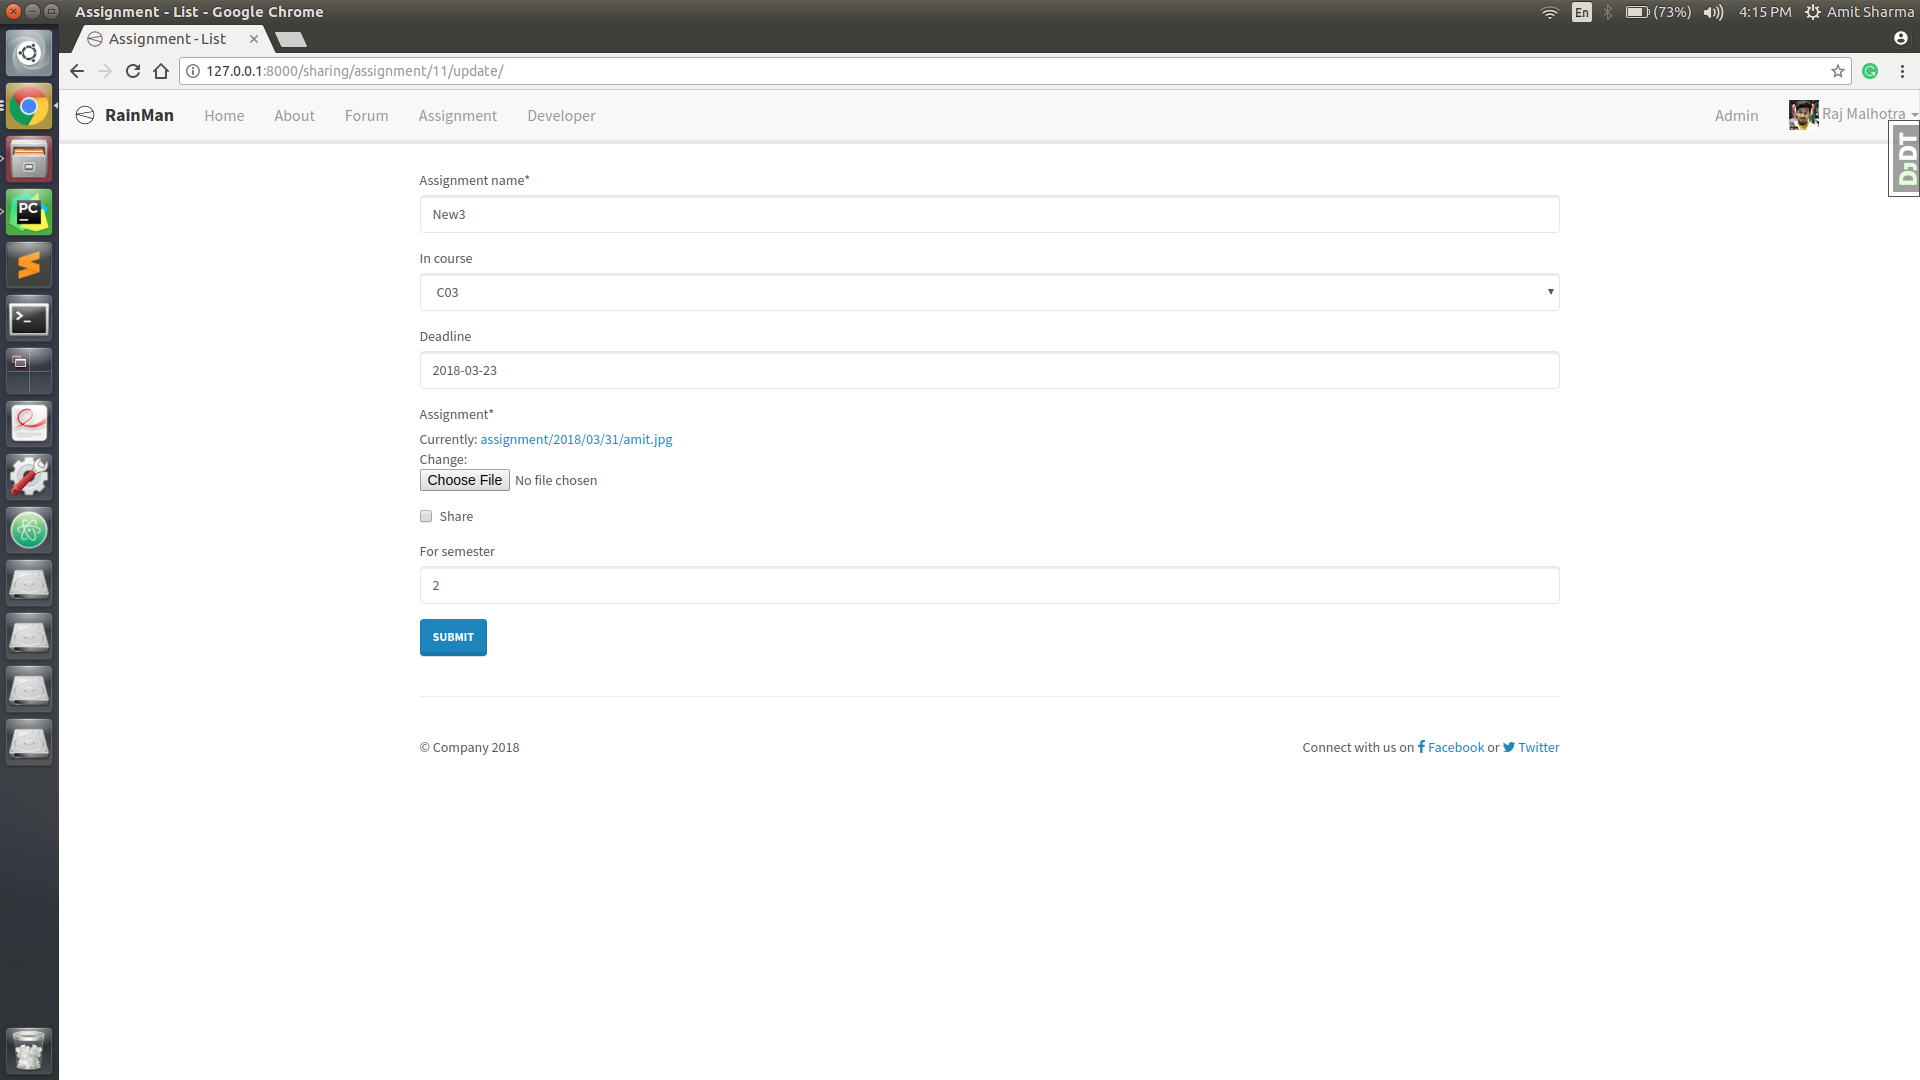 Assignment - List - Google Chrome
En (73%) 4:15 PM Amit Sharma
Assignment - List
127.0.0.1:8000/sharing/assignment/11/update/
RainMan Home About Forum Assignment Developer Admin Raj Malhotra
DJDT
Assignment name*
New3
In course
C03
Deadline
2018-03-23
Assignment*
Currently: assignment/2018/03/31/amit.jpg
Change:
Choose File No file chosen
Share
For semester
2
SUBMIT
© Company 2018 Connect with us on Facebook or Twitter
PC